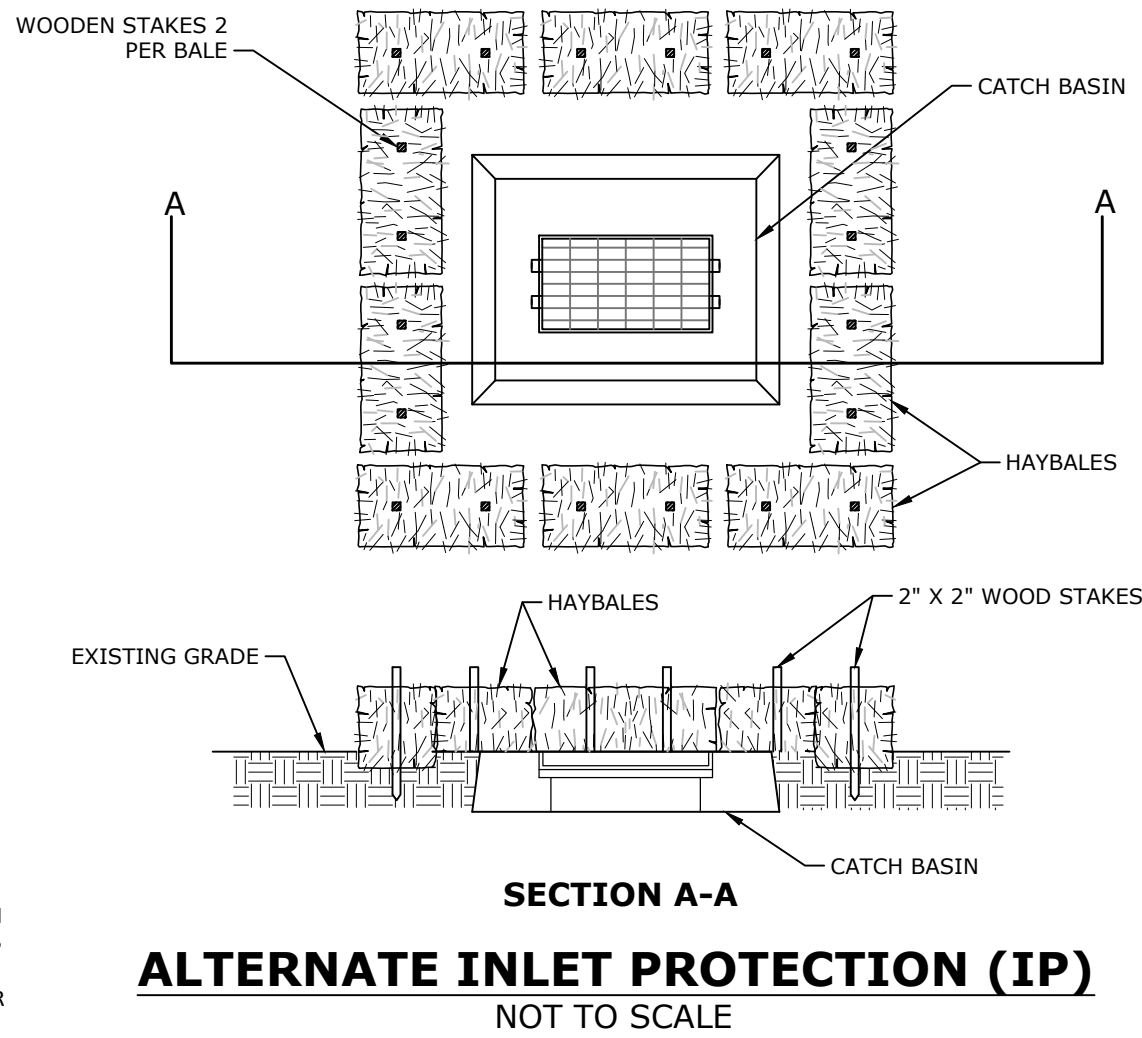 WOODEN STAKES 2
PER BALE
CATCH BASIN
A
A
HAYBALES
HAYBALES
2" X 2" WOOD STAKES
EXISTING GRADE
CATCH BASIN
SECTION A-A
ALTERNATE INLET PROTECTION (IP)
NOT TO SCALE